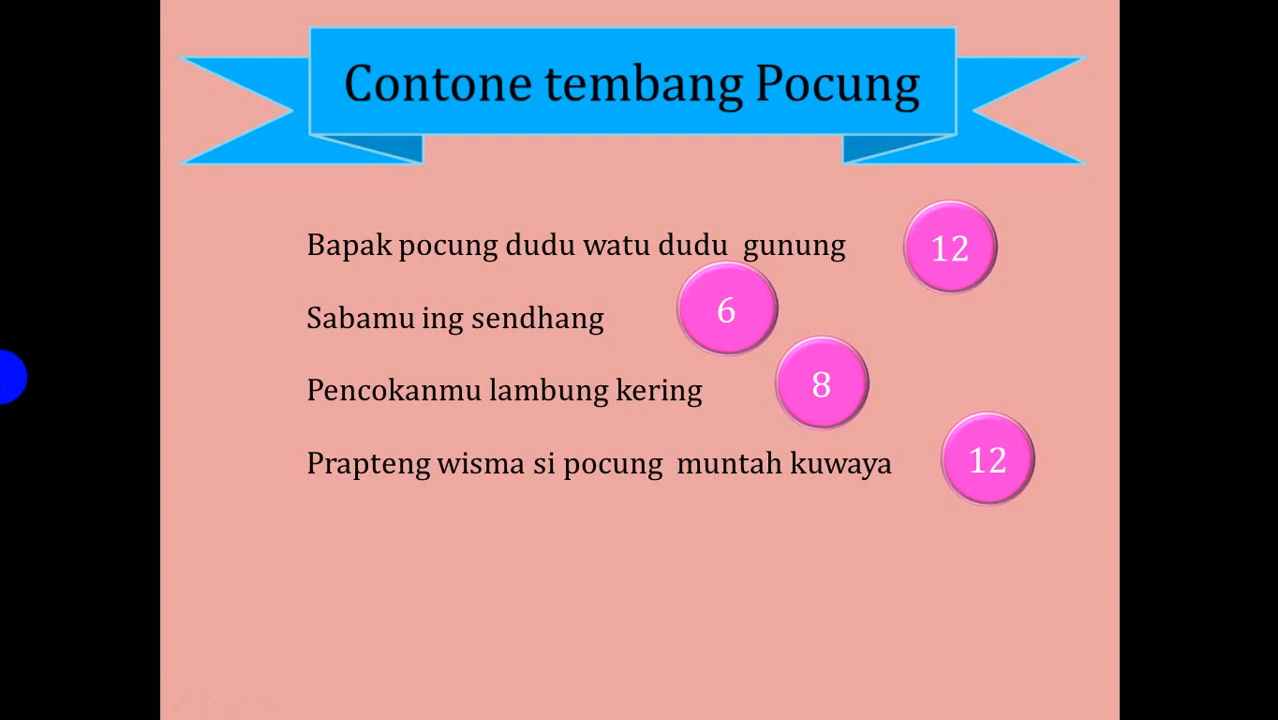 Contone tembang Pocung
Bapak pocung dudu watu dudu gunung
12
Sabamu ing sendhang
6
Pencokanmu lambung kering
8
Prapteng wisma si pocung muntah kuwaya
12